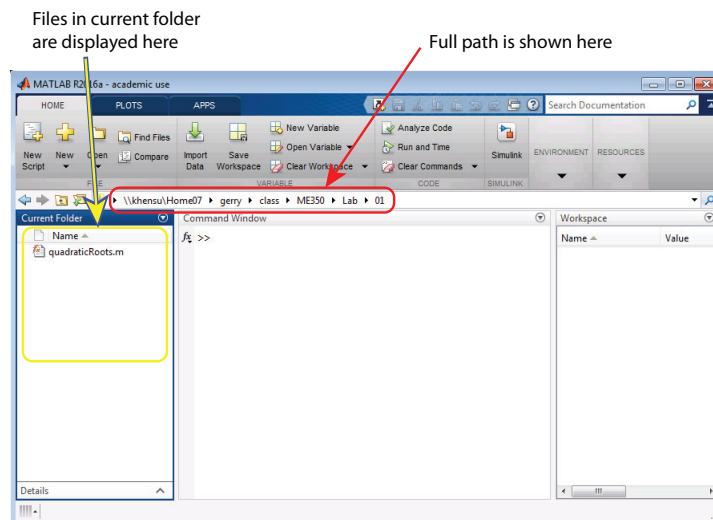 Files in current folder
are displayed here
Full path is shown here
MATLAB R2016a - academic use
HOME PLOTS APPS Search Documentation
New Script
New
Open
Find Files
Compare
Import Data
Save Workspace
New Variable
Open Variable
Clear Workspace
Analyze Code
Run and Time
Clear Commands
Simulink
ENVIRONMENT
RESOURCES
FILE VARIABLE CODE SIMULINK
\\khensu\Home07 gerry class ME350 Lab 01
Current Folder
Name
quadraticRoots.m
Command Window
fx >>
Workspace
Name Value
Details